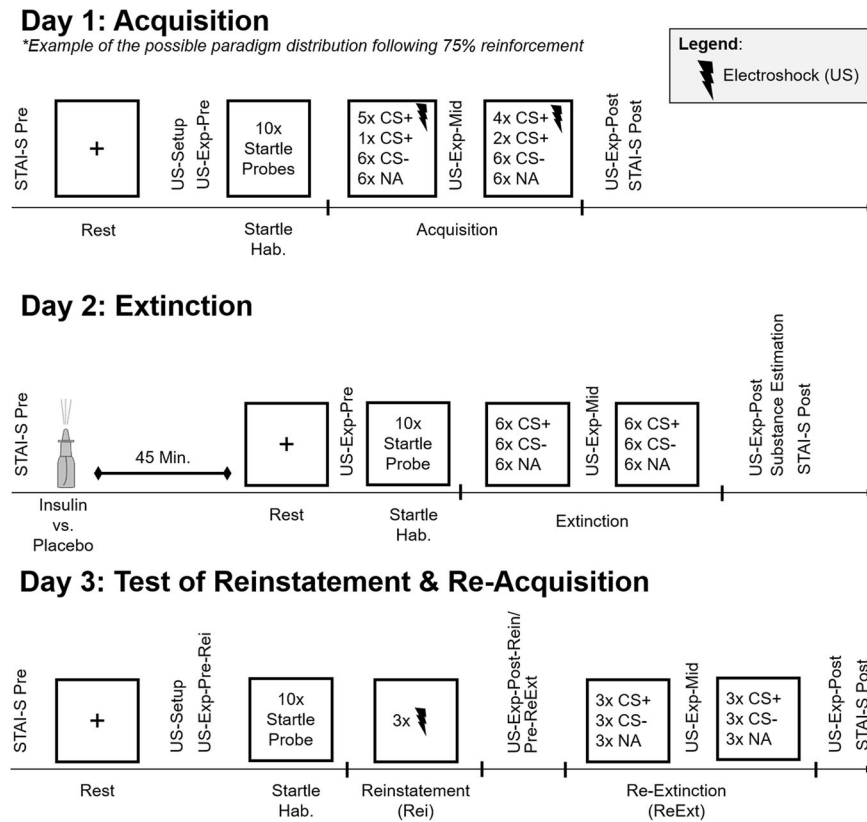 Day 1: Acquisition
*Example of the possible paradigm distribution following 75% reinforcement
Legend:
Electroshock (US)
STAI-S Pre
+
US-Setup
US-Exp-Pre
10x
Startle
Probes
5x CS+
1x CS+
6x CS-
6x NA
US-Exp-Mid
4x CS+
2x CS+
6x CS-
6x NA
US-Exp-Post
STAI-S Post
Rest
Startle
Hab.
Acquisition
Day 2: Extinction
STAI-S Pre
45 Min.
+
US-Exp-Pre
10x
Startle
Probe
6x CS+
6x CS-
6x NA
US-Exp-Mid
6x CS+
6x CS-
6x NA
US-Exp-Post
Substance Estimation
STAI-S Post
Insulin
vs.
Placebo
Rest
Startle
Hab.
Extinction
Day 3: Test of Reinstatement & Re-Acquisition
STAI-S Pre
+
US-Setup
US-Exp-Pre-Rei
10x
Startle
Probe
3x
US-Exp-Post-Rein/
Pre-ReExt
3x CS+
3x CS-
3x NA
US-Exp-Mid
3x CS+
3x CS-
3x NA
US-Exp-Post
STAI-S Post
Rest
Startle
Hab.
Reinstatement
(Rei)
Re-Extinction
(ReExt)